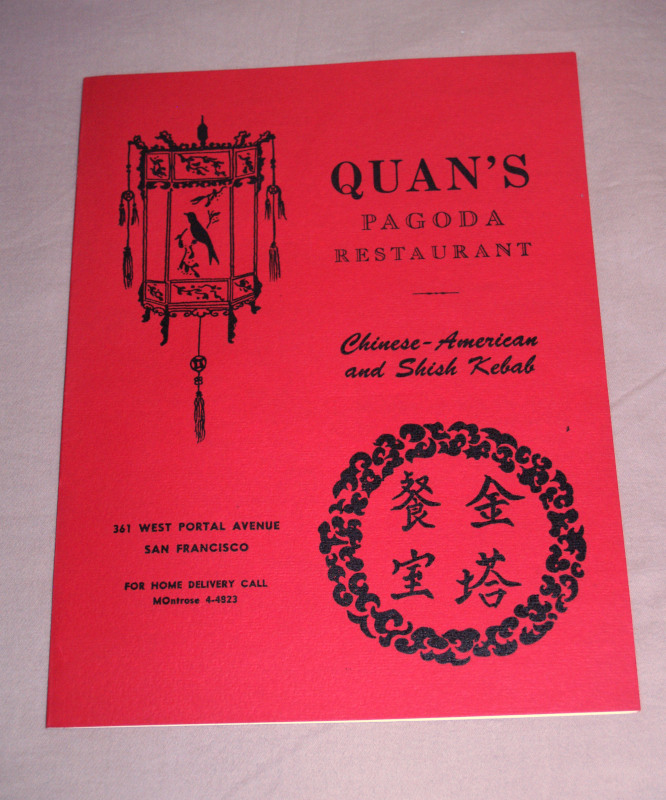 QUAN'S
PAGODA
RESTAURANT
Chinese-American
and Shish Kebab
金塔
餐室
361 WEST PORTAL AVENUE
SAN FRANCISCO
FOR HOME DELIVERY CALL
MOntrose 4-4823